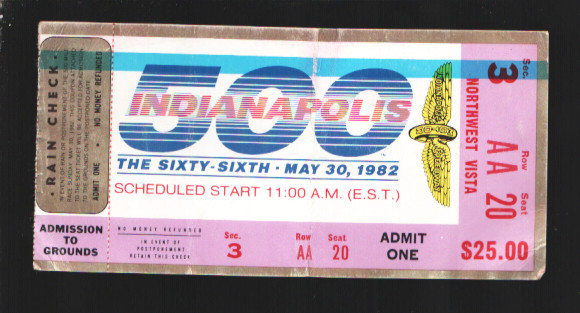 RAIN CHECK
ADMIT ONE • NO MONEY REFUNDED
ADMISSION
TO
GROUNDS
500
INDIANAPOLIS
THE SIXTY-SIXTH • MAY 30, 1982
SCHEDULED START 11:00 A.M. (E.S.T.)
NO MONEY REFUNDED
IN EVENT OF
POSTPONEMENT
RETAIN THIS CHECK
Sec.
3
Row
AA
Seat
20
ADMIT
ONE
Sec. Row Seat
3 AA 20
NORTHWEST VISTA
$25.00